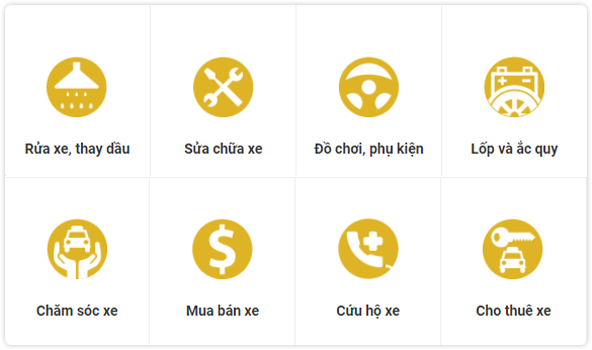 Rửa xe, thay dầu
Sửa chữa xe
Đồ chơi, phụ kiện
Lốp và ắc quy
Chăm sóc xe
Mua bán xe
Cứu hộ xe
Cho thuê xe